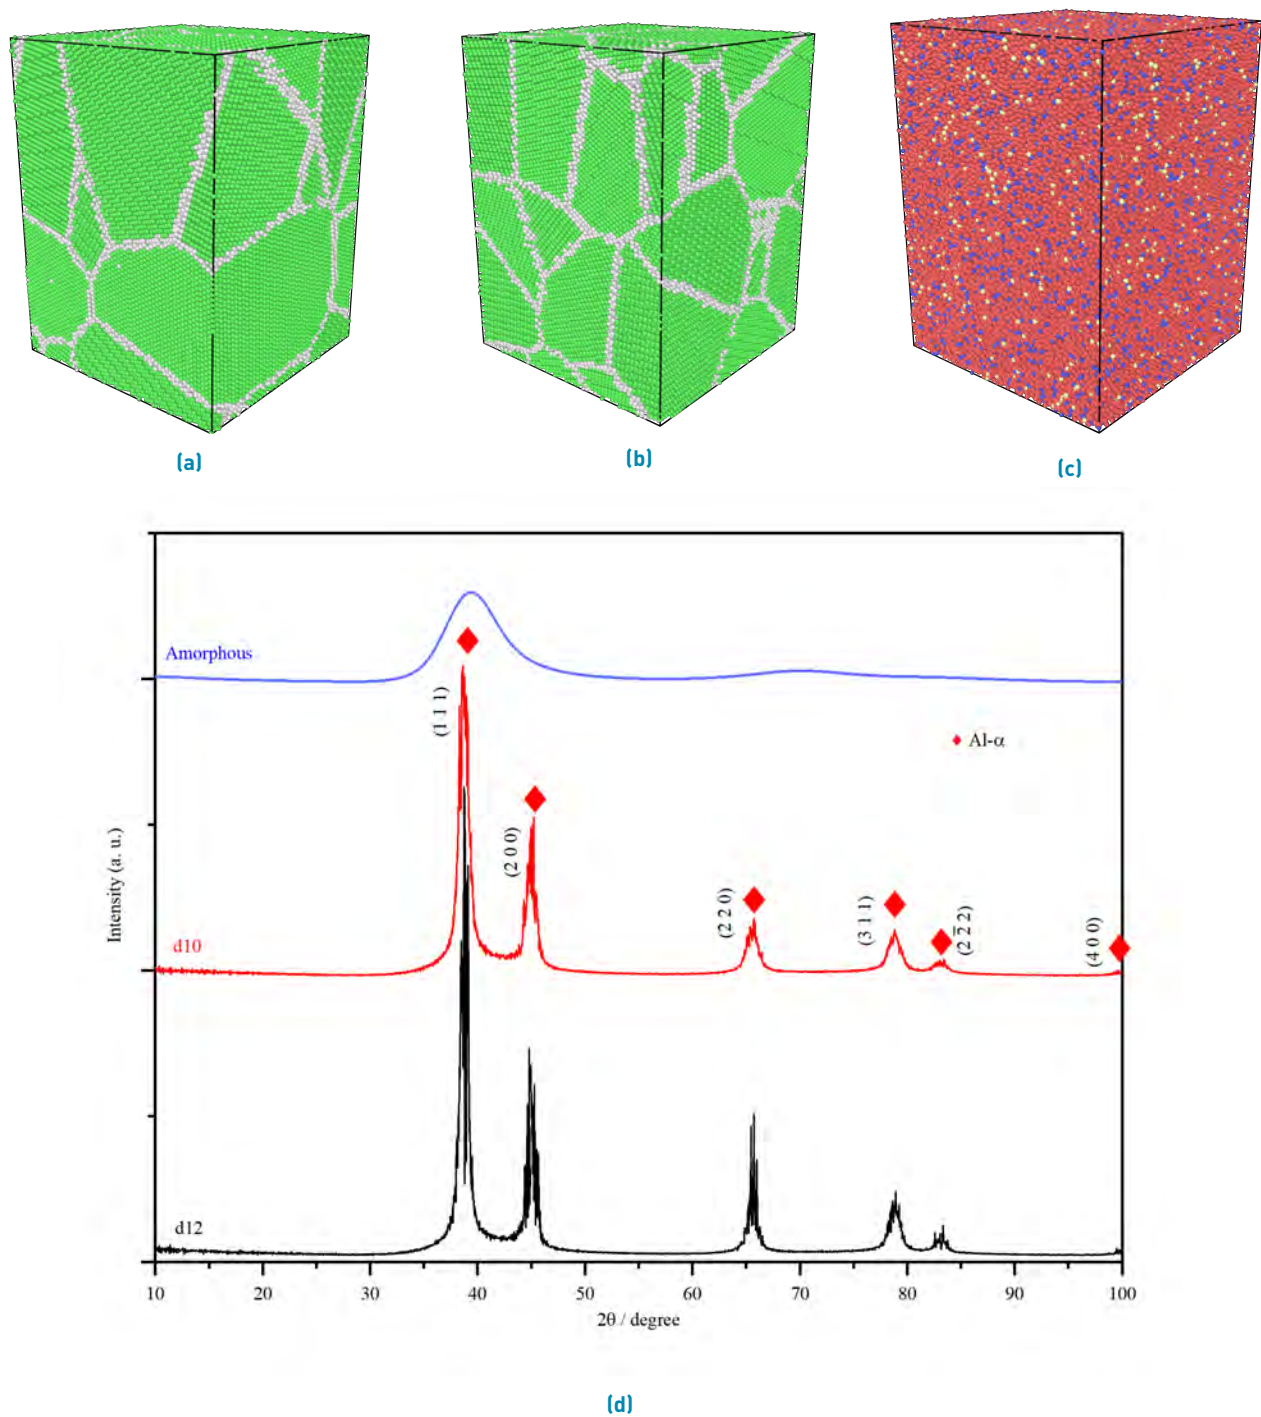 (a)
(b)
(c)
Amorphous
(1 1 1)
Al-α
(2 0 0)
(2 2 0)
(3 1 1)
(2 2̅ 2)
(4 0 0)
Intensity (a. u.)
d10
d12
10 20 30 40 50 60 70 80 90 100
2θ / degree
(d)